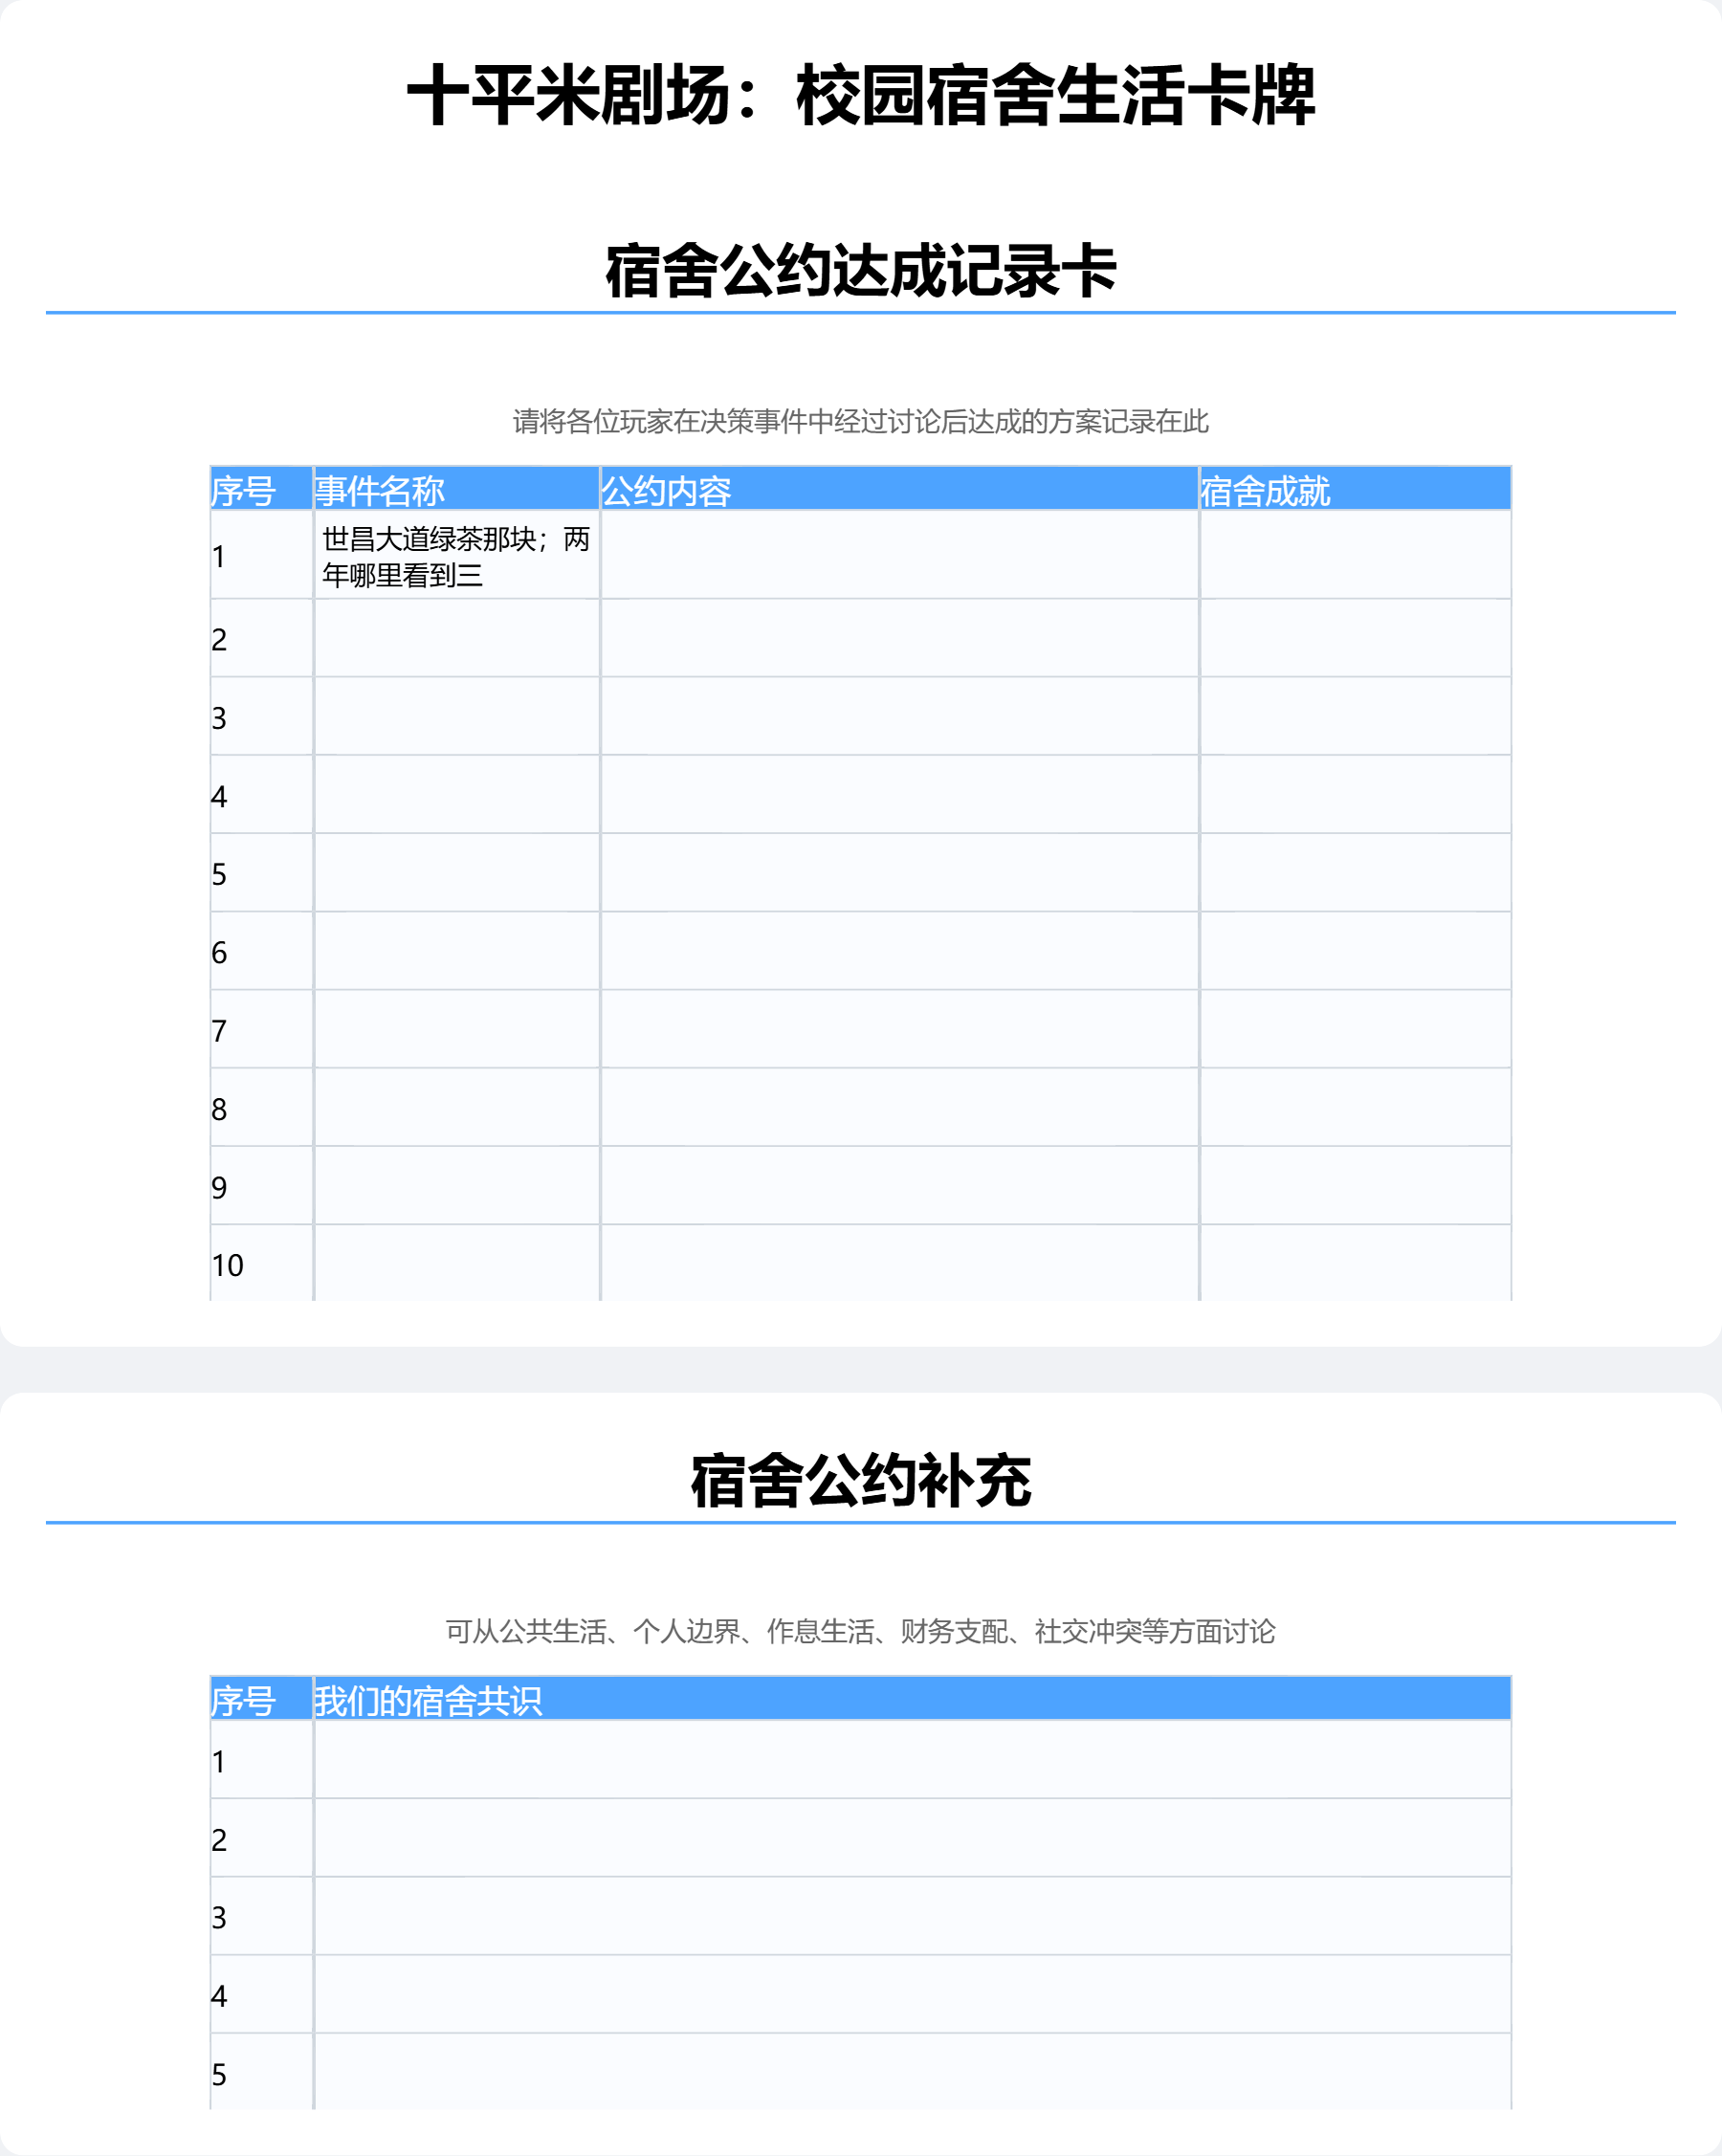 十平米剧场：校园宿舍生活卡牌
宿舍公约达成记录卡
请将各位玩家在决策事件中经过讨论后达成的方案记录在此
序号 事件名称 公约内容 宿舍成就
1 世昌大道绿茶那块；两
年哪里看到三
2
3
4
5
6
7
8
9
10
宿舍公约补充
可从公共生活、个人边界、作息生活、财务支配、社交冲突等方面讨论
序号 我们的宿舍共识
1
2
3
4
5